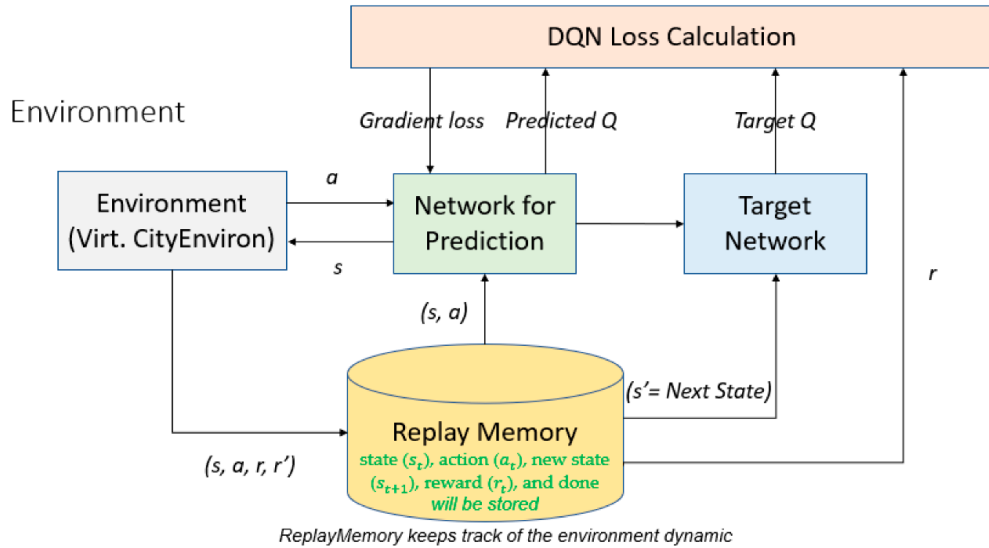 DQN Loss Calculation
Environment
Gradient loss
Predicted Q
Target Q
a
Environment
(Virt. CityEnviron)
Network for
Prediction
Target
Network
s
r
(s, a)
(s’= Next State)
Replay Memory
state (sₜ), action (aₜ), new state
(sₜ₊₁), reward (rₜ), and done
will be stored
(s, a, r, r’)
ReplayMemory keeps track of the environment dynamic